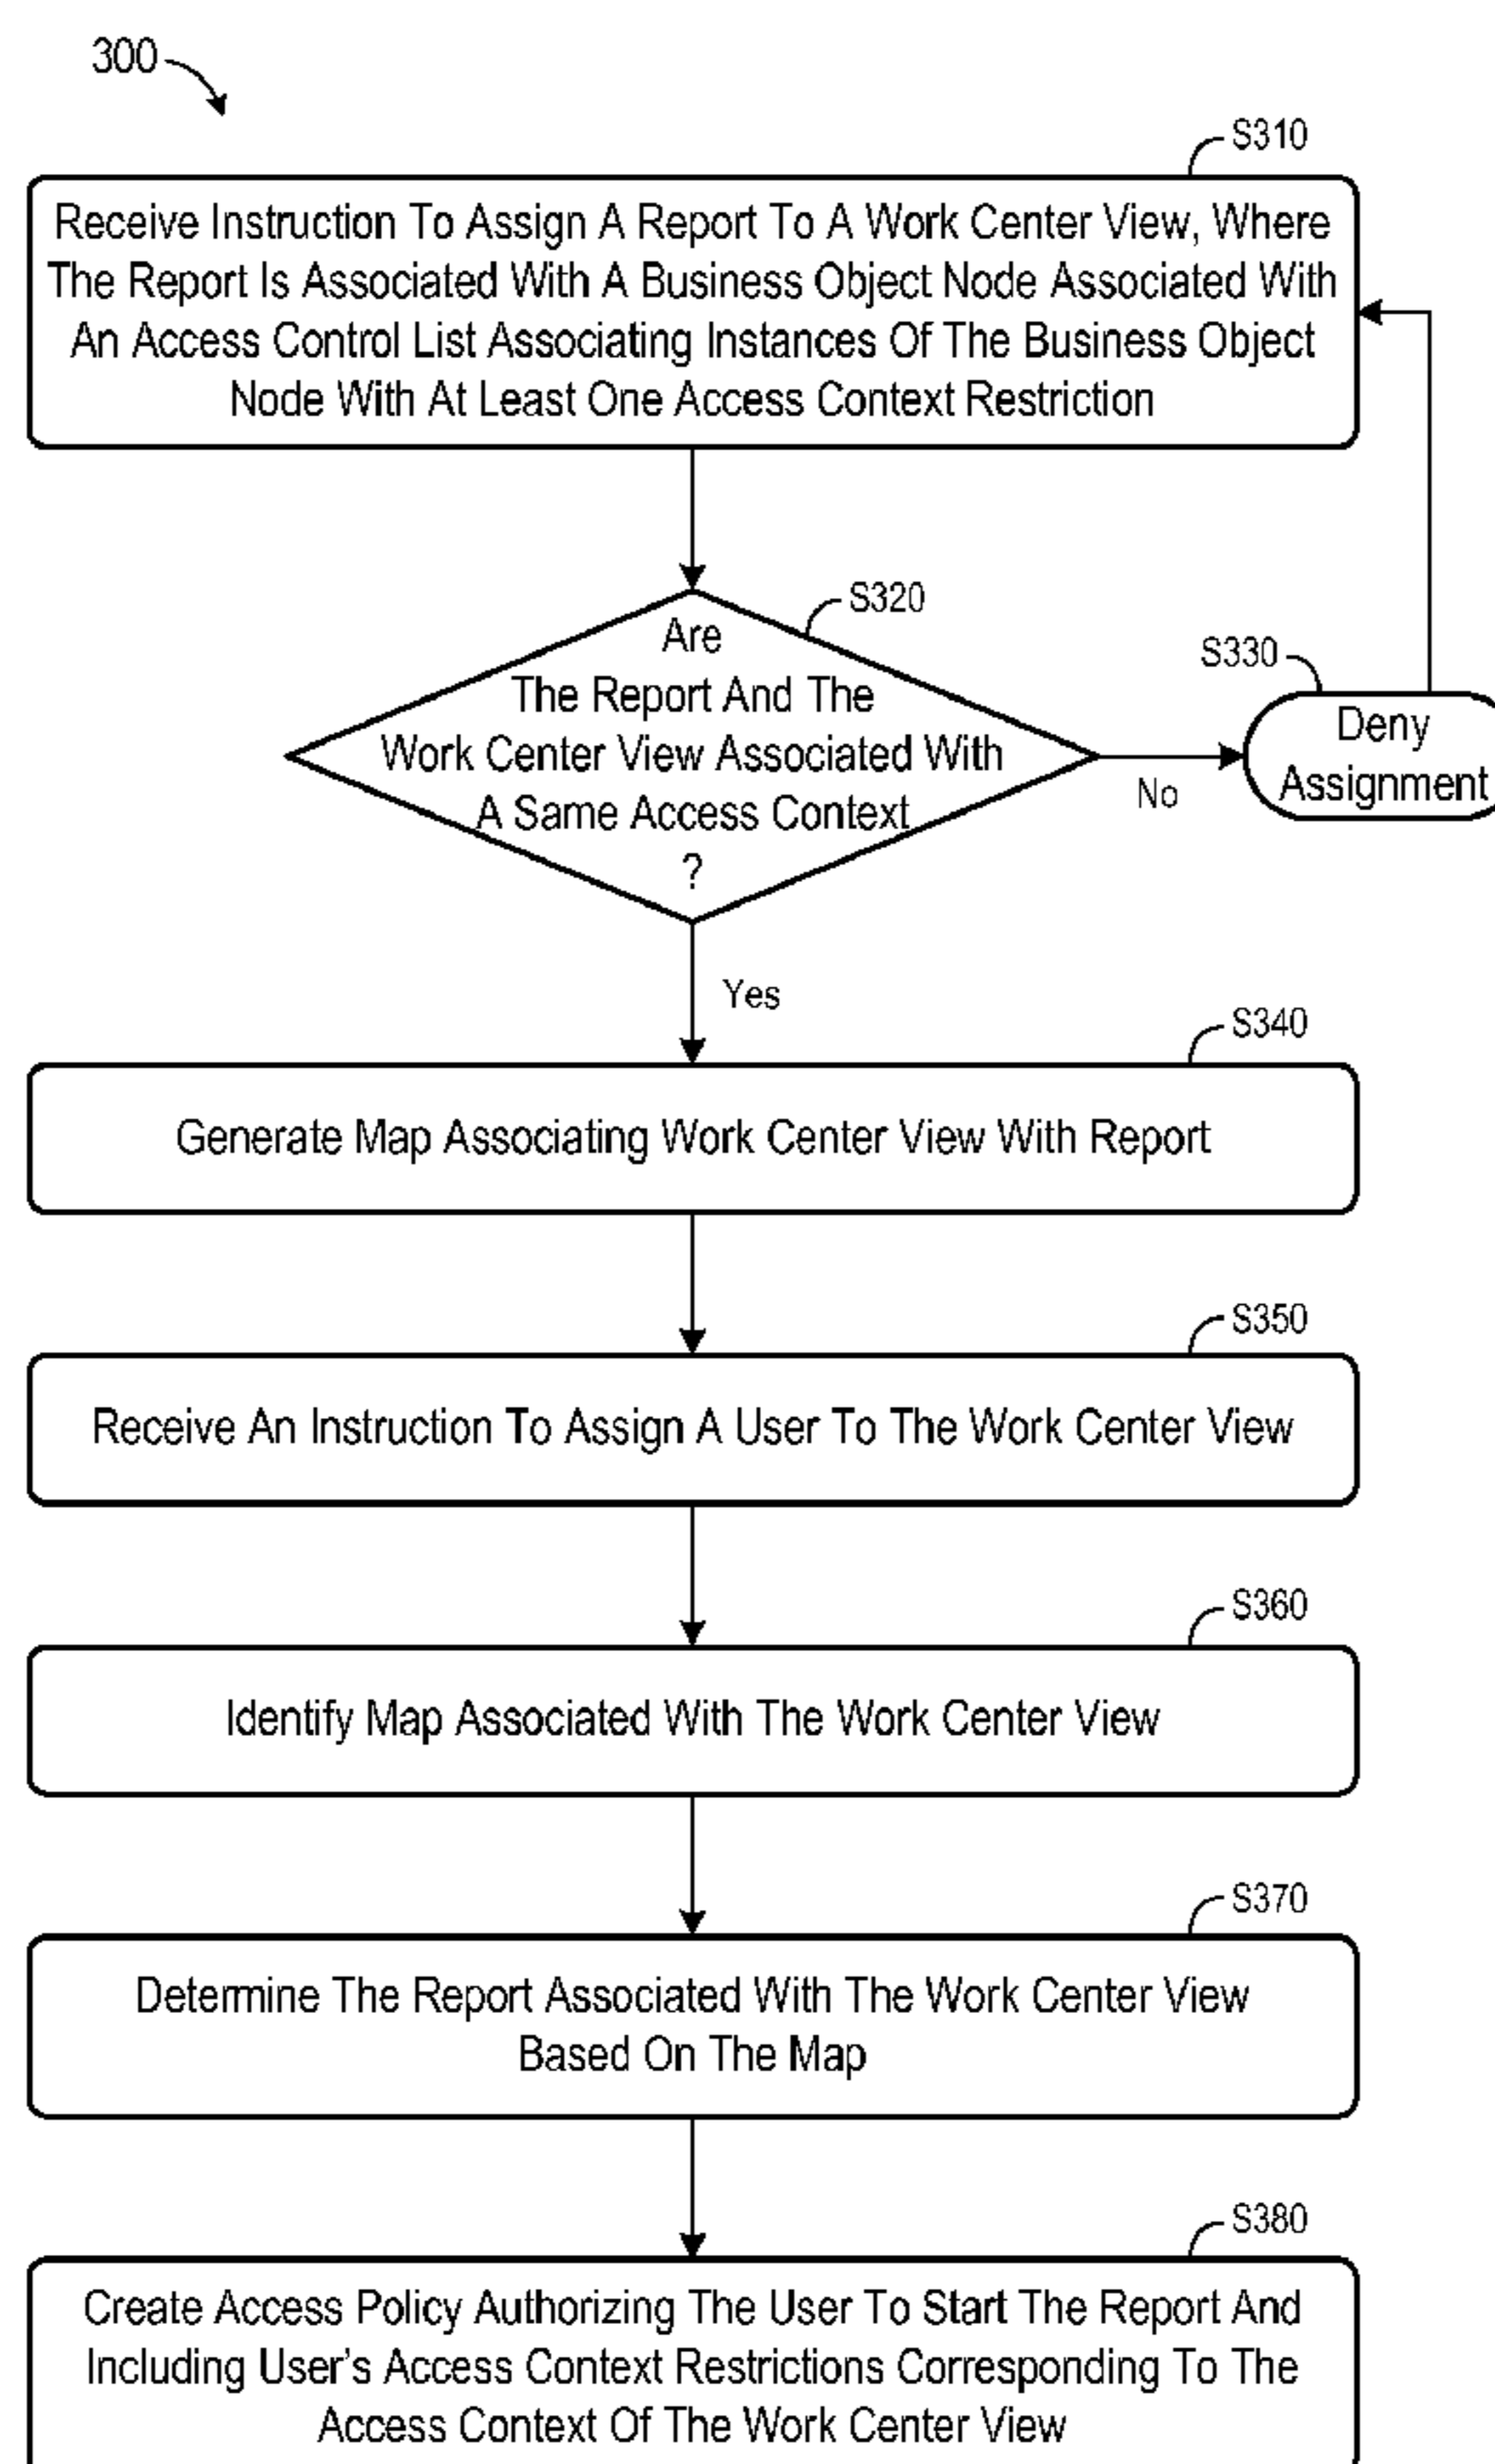 300
S310
Receive Instruction To Assign A Report To A Work Center View, Where
The Report Is Associated With A Business Object Node Associated With
An Access Control List Associating Instances Of The Business Object
Node With At Least One Access Context Restriction
S320
Are
The Report And The
Work Center View Associated With
A Same Access Context
?
No
S330
Deny
Assignment
Yes
S340
Generate Map Associating Work Center View With Report
S350
Receive An Instruction To Assign A User To The Work Center View
S360
Identify Map Associated With The Work Center View
S370
Determine The Report Associated With The Work Center View
Based On The Map
S380
Create Access Policy Authorizing The User To Start The Report And
Including User's Access Context Restrictions Corresponding To The
Access Context Of The Work Center View